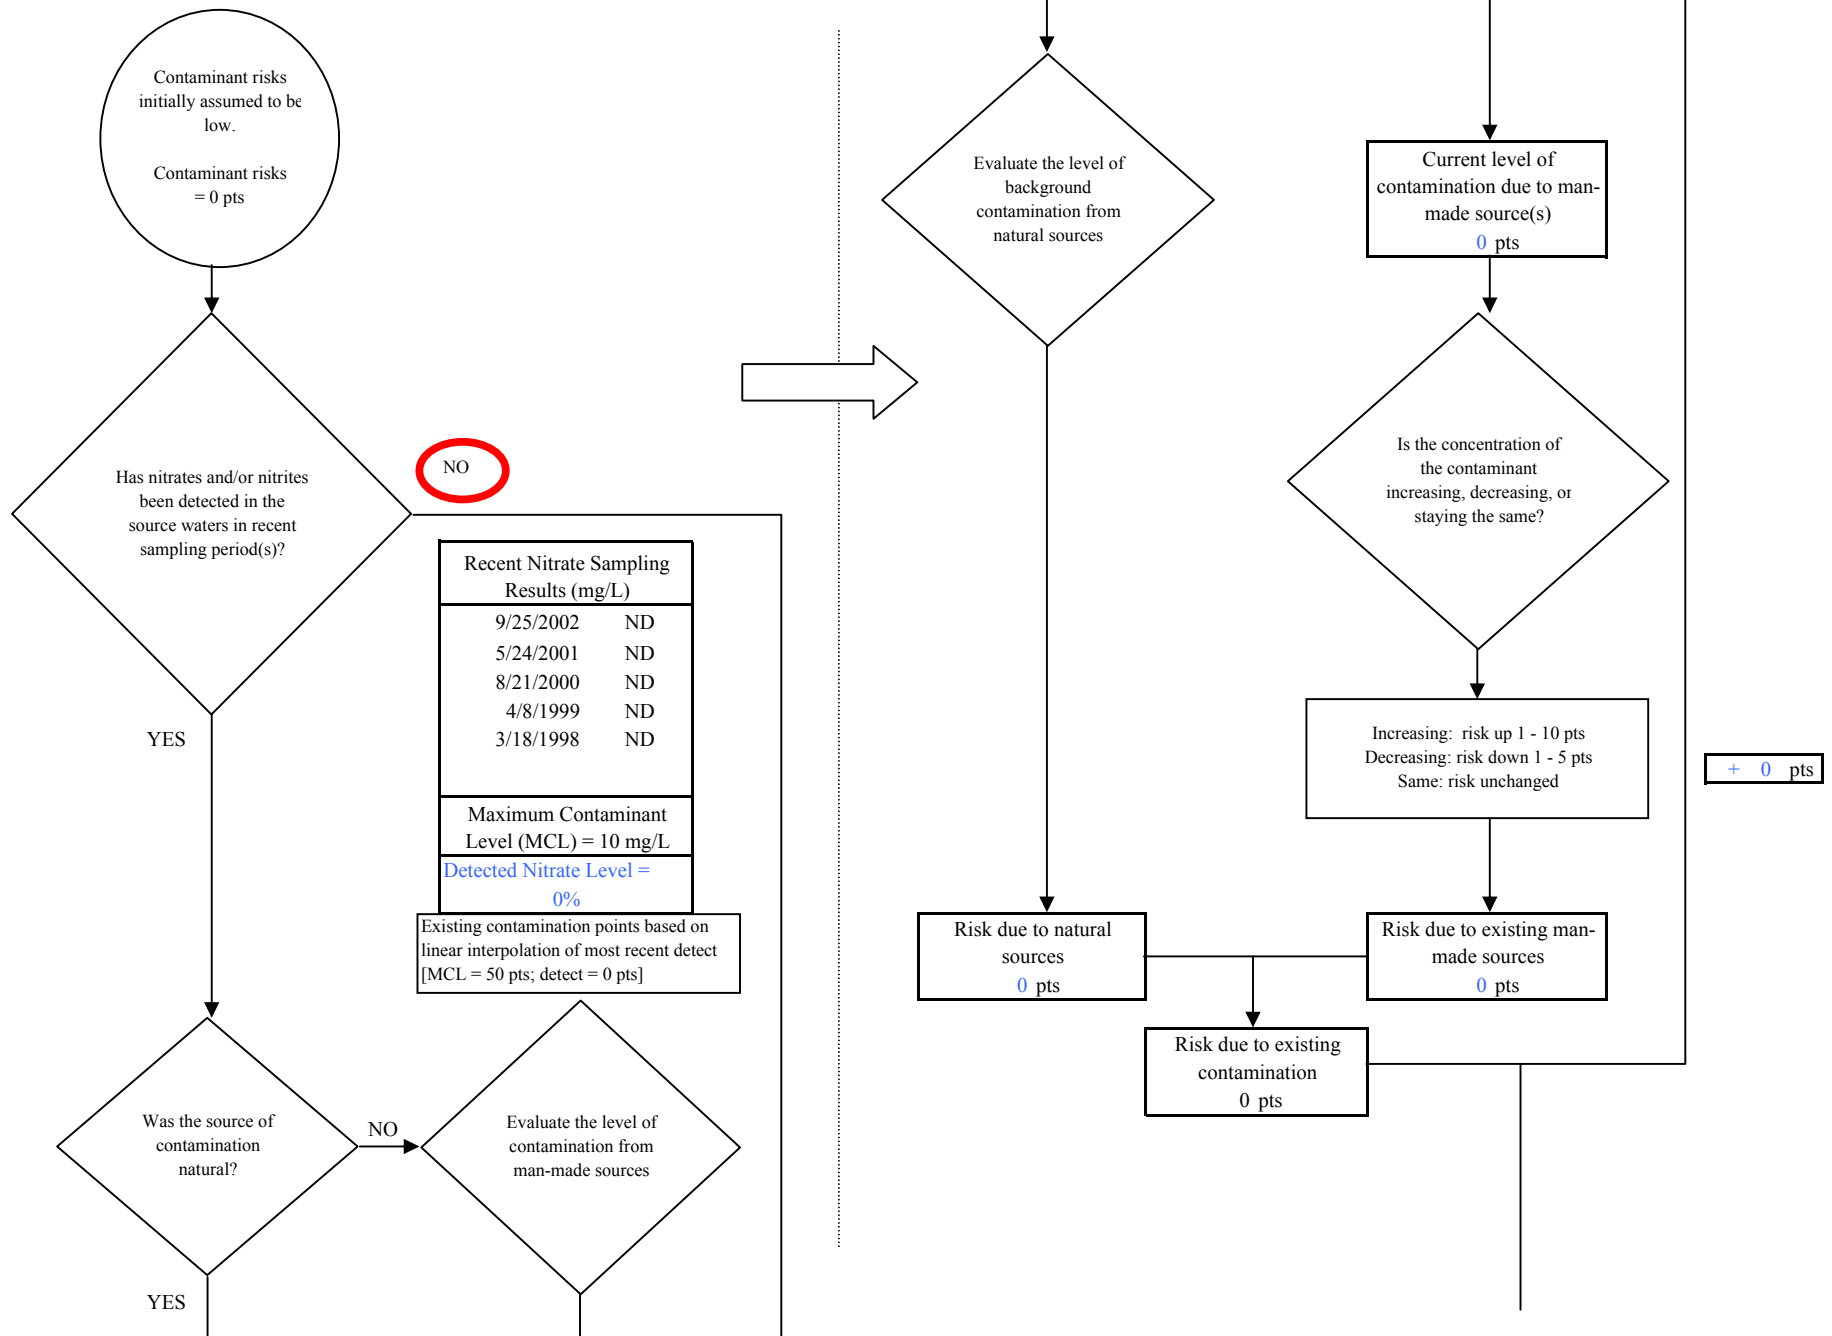 Contaminant risks
initially assumed to be
low.
Contaminant risks
= 0 pts
Has nitrates and/or nitrites
been detected in the
source waters in recent
sampling period(s)?
NO
YES
Recent Nitrate Sampling
Results (mg/L)
9/25/2002 ND
5/24/2001 ND
8/21/2000 ND
4/8/1999 ND
3/18/1998 ND
Maximum Contaminant
Level (MCL) = 10 mg/L
Detected Nitrate Level =
0%
Existing contamination points based on
linear interpolation of most recent detect
[MCL = 50 pts; detect = 0 pts]
Was the source of
contamination
natural?
NO
YES
Evaluate the level of
contamination from
man-made sources
Evaluate the level of
background
contamination from
natural sources
Current level of
contamination due to man-
made source(s)
0 pts
Is the concentration of
the contaminant
increasing, decreasing, or
staying the same?
Increasing: risk up 1 - 10 pts
Decreasing: risk down 1 - 5 pts
Same: risk unchanged
+ 0 pts
Risk due to natural
sources
0 pts
Risk due to existing man-
made sources
0 pts
Risk due to existing
contamination
0 pts